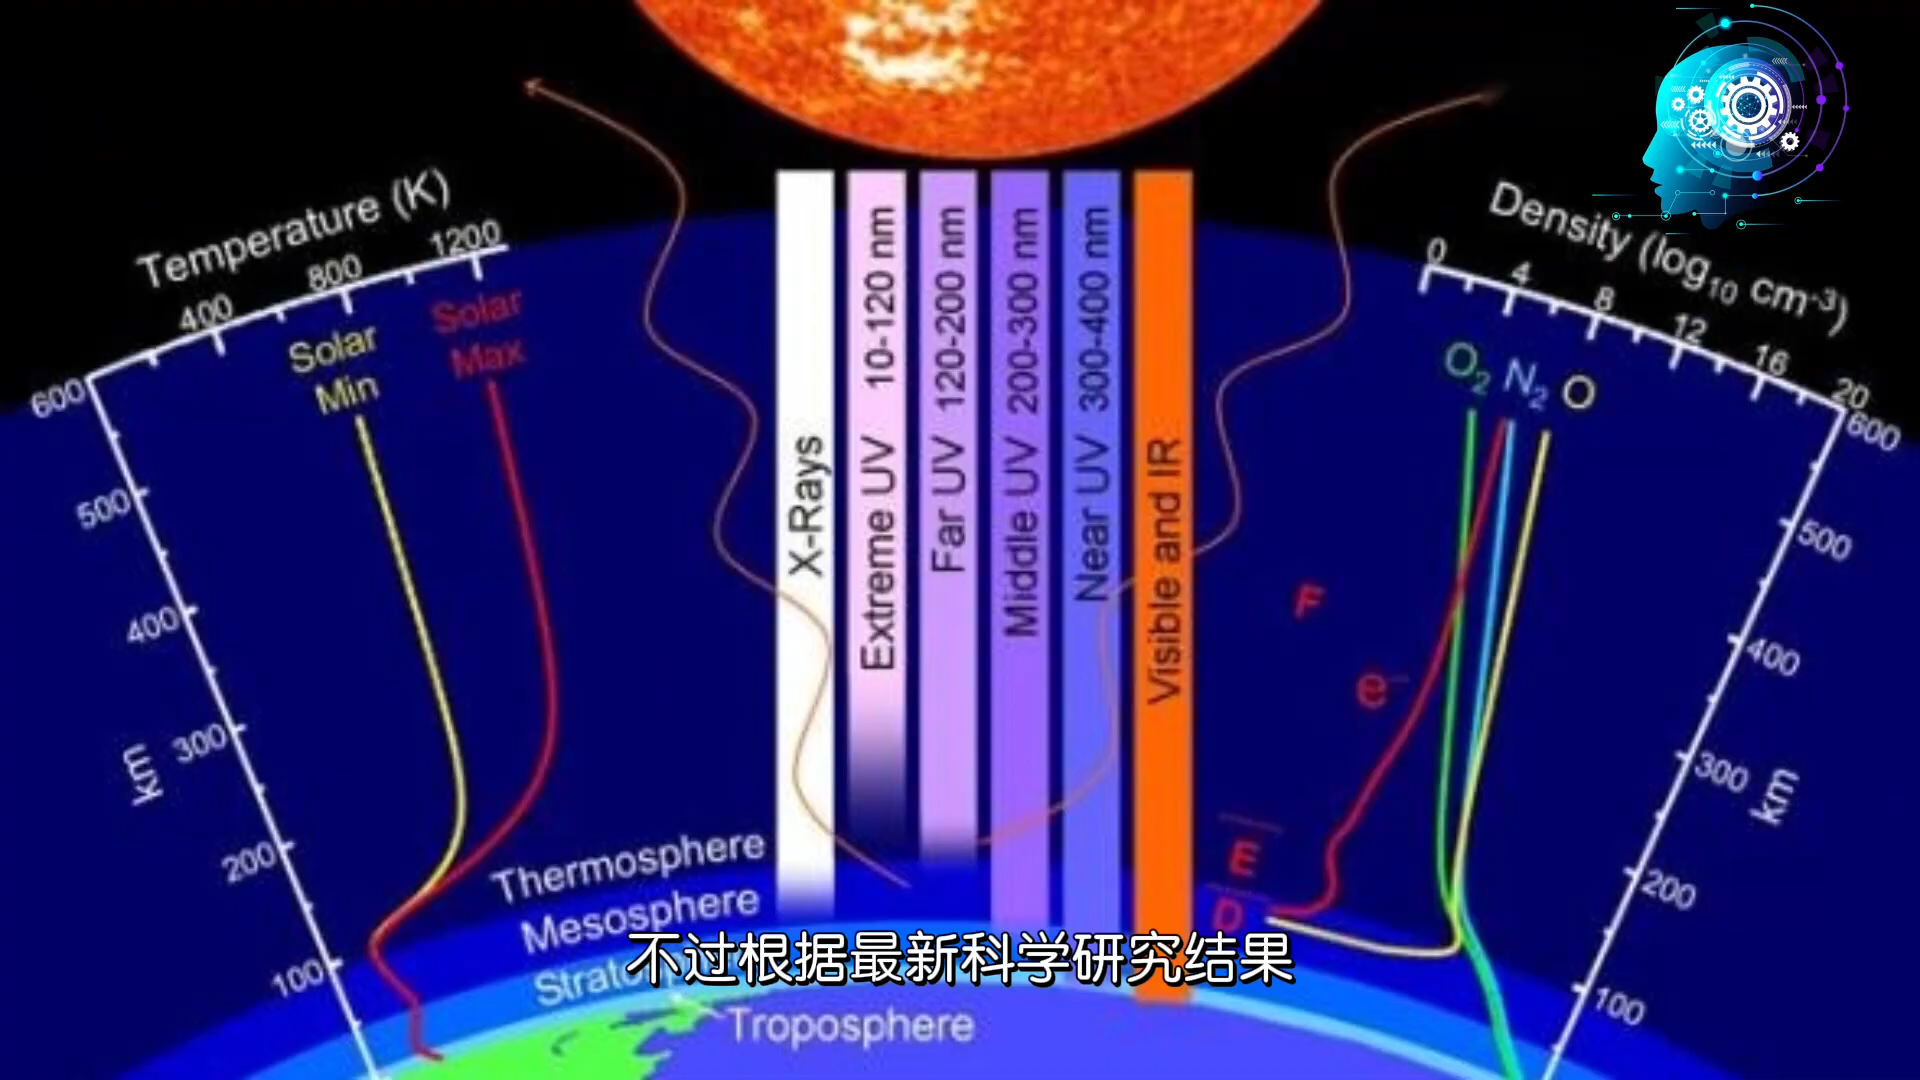 Temperature (K)
400
800
1200
Solar
Min
Solar
Max
600
500
400
300
200
100
km
X-Rays
Extreme UV 10-120 nm
Far UV 120-200 nm
Middle UV 200-300 nm
Near UV 300-400 nm
Visible and IR
Density (log10 cm-3)
0
4
8
12
16
20
O2
N2
O
F
e-
E
D
600
500
400
300
200
100
km
Thermosphere
Mesosphere
不过根据最新科学研究结果
Troposphere